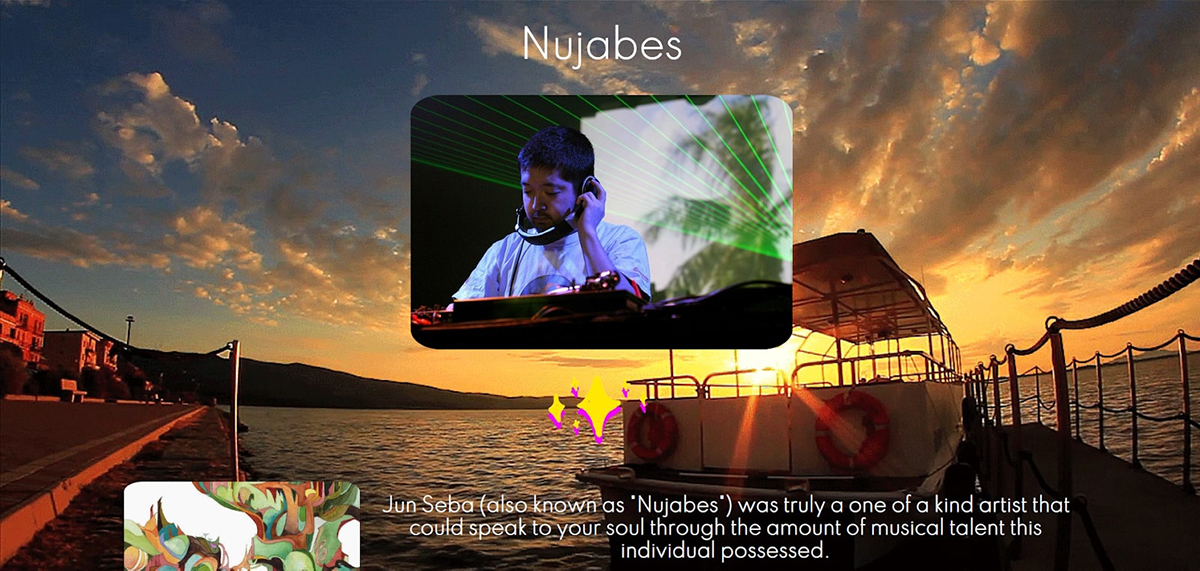 Nujabes
Jun Seba (also known as "Nujabes") was truly a one of a kind artist that
could speak to your soul through the amount of musical talent this
individual possessed.